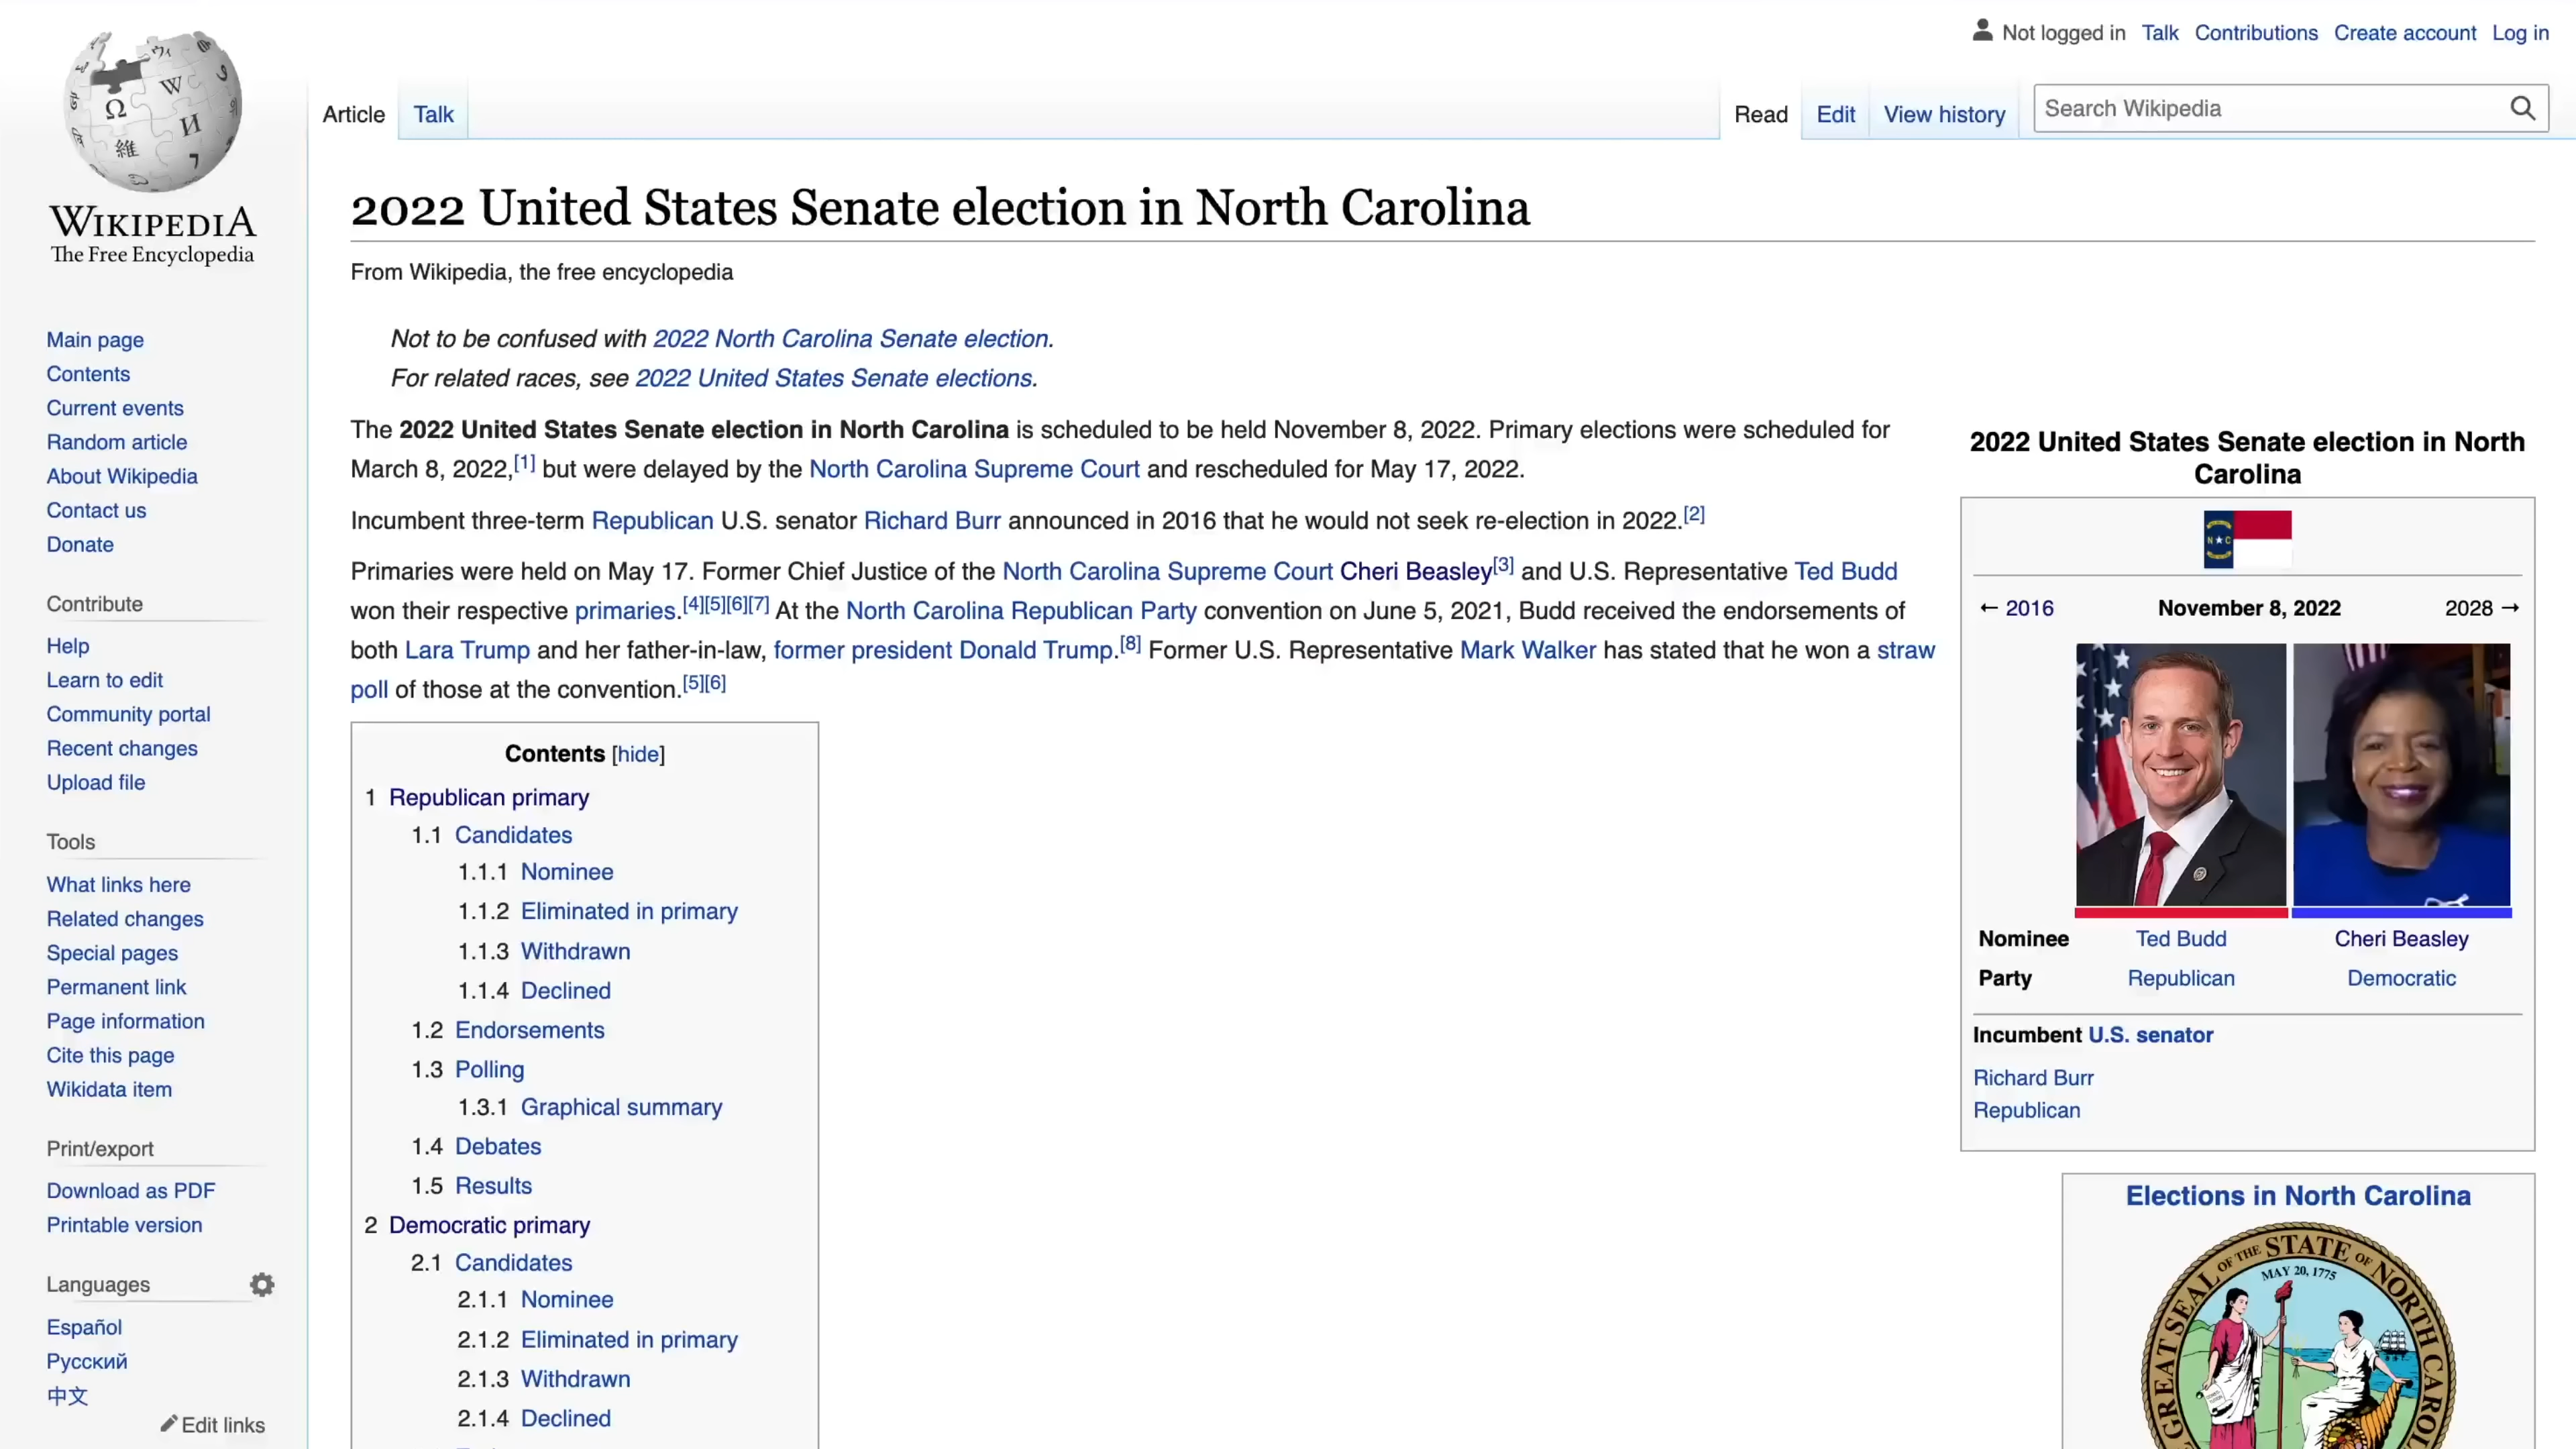 Not logged in Talk Contributions Create account Log in
Article Talk
Read Edit View history Search Wikipedia
WIKIPEDIA
The Free Encyclopedia
Main page
Contents
Current events
Random article
About Wikipedia
Contact us
Donate
Contribute
Help
Learn to edit
Community portal
Recent changes
Upload file
Tools
What links here
Related changes
Special pages
Permanent link
Page information
Cite this page
Wikidata item
Print/export
Download as PDF
Printable version
Languages
Español
Русский
中文
Edit links
2022 United States Senate election in North Carolina
From Wikipedia, the free encyclopedia
Not to be confused with 2022 North Carolina Senate election.
For related races, see 2022 United States Senate elections.
The 2022 United States Senate election in North Carolina is scheduled to be held November 8, 2022. Primary elections were scheduled for
March 8, 2022,[1] but were delayed by the North Carolina Supreme Court and rescheduled for May 17, 2022.
Incumbent three-term Republican U.S. senator Richard Burr announced in 2016 that he would not seek re-election in 2022.[2]
Primaries were held on May 17. Former Chief Justice of the North Carolina Supreme Court Cheri Beasley[3] and U.S. Representative Ted Budd
won their respective primaries.[4][5][6][7] At the North Carolina Republican Party convention on June 5, 2021, Budd received the endorsements of
both Lara Trump and her father-in-law, former president Donald Trump.[8] Former U.S. Representative Mark Walker has stated that he won a straw
poll of those at the convention.[5][6]
Contents [hide]
1 Republican primary
1.1 Candidates
1.1.1 Nominee
1.1.2 Eliminated in primary
1.1.3 Withdrawn
1.1.4 Declined
1.2 Endorsements
1.3 Polling
1.3.1 Graphical summary
1.4 Debates
1.5 Results
2 Democratic primary
2.1 Candidates
2.1.1 Nominee
2.1.2 Eliminated in primary
2.1.3 Withdrawn
2.1.4 Declined
2022 United States Senate election in North
Carolina
N C
← 2016 November 8, 2022 2028 →
Nominee Ted Budd Cheri Beasley
Party Republican Democratic
Incumbent U.S. senator
Richard Burr
Republican
Elections in North Carolina
GREAT SEAL OF THE STATE OF NORTH CAROL
MAY 20, 1775